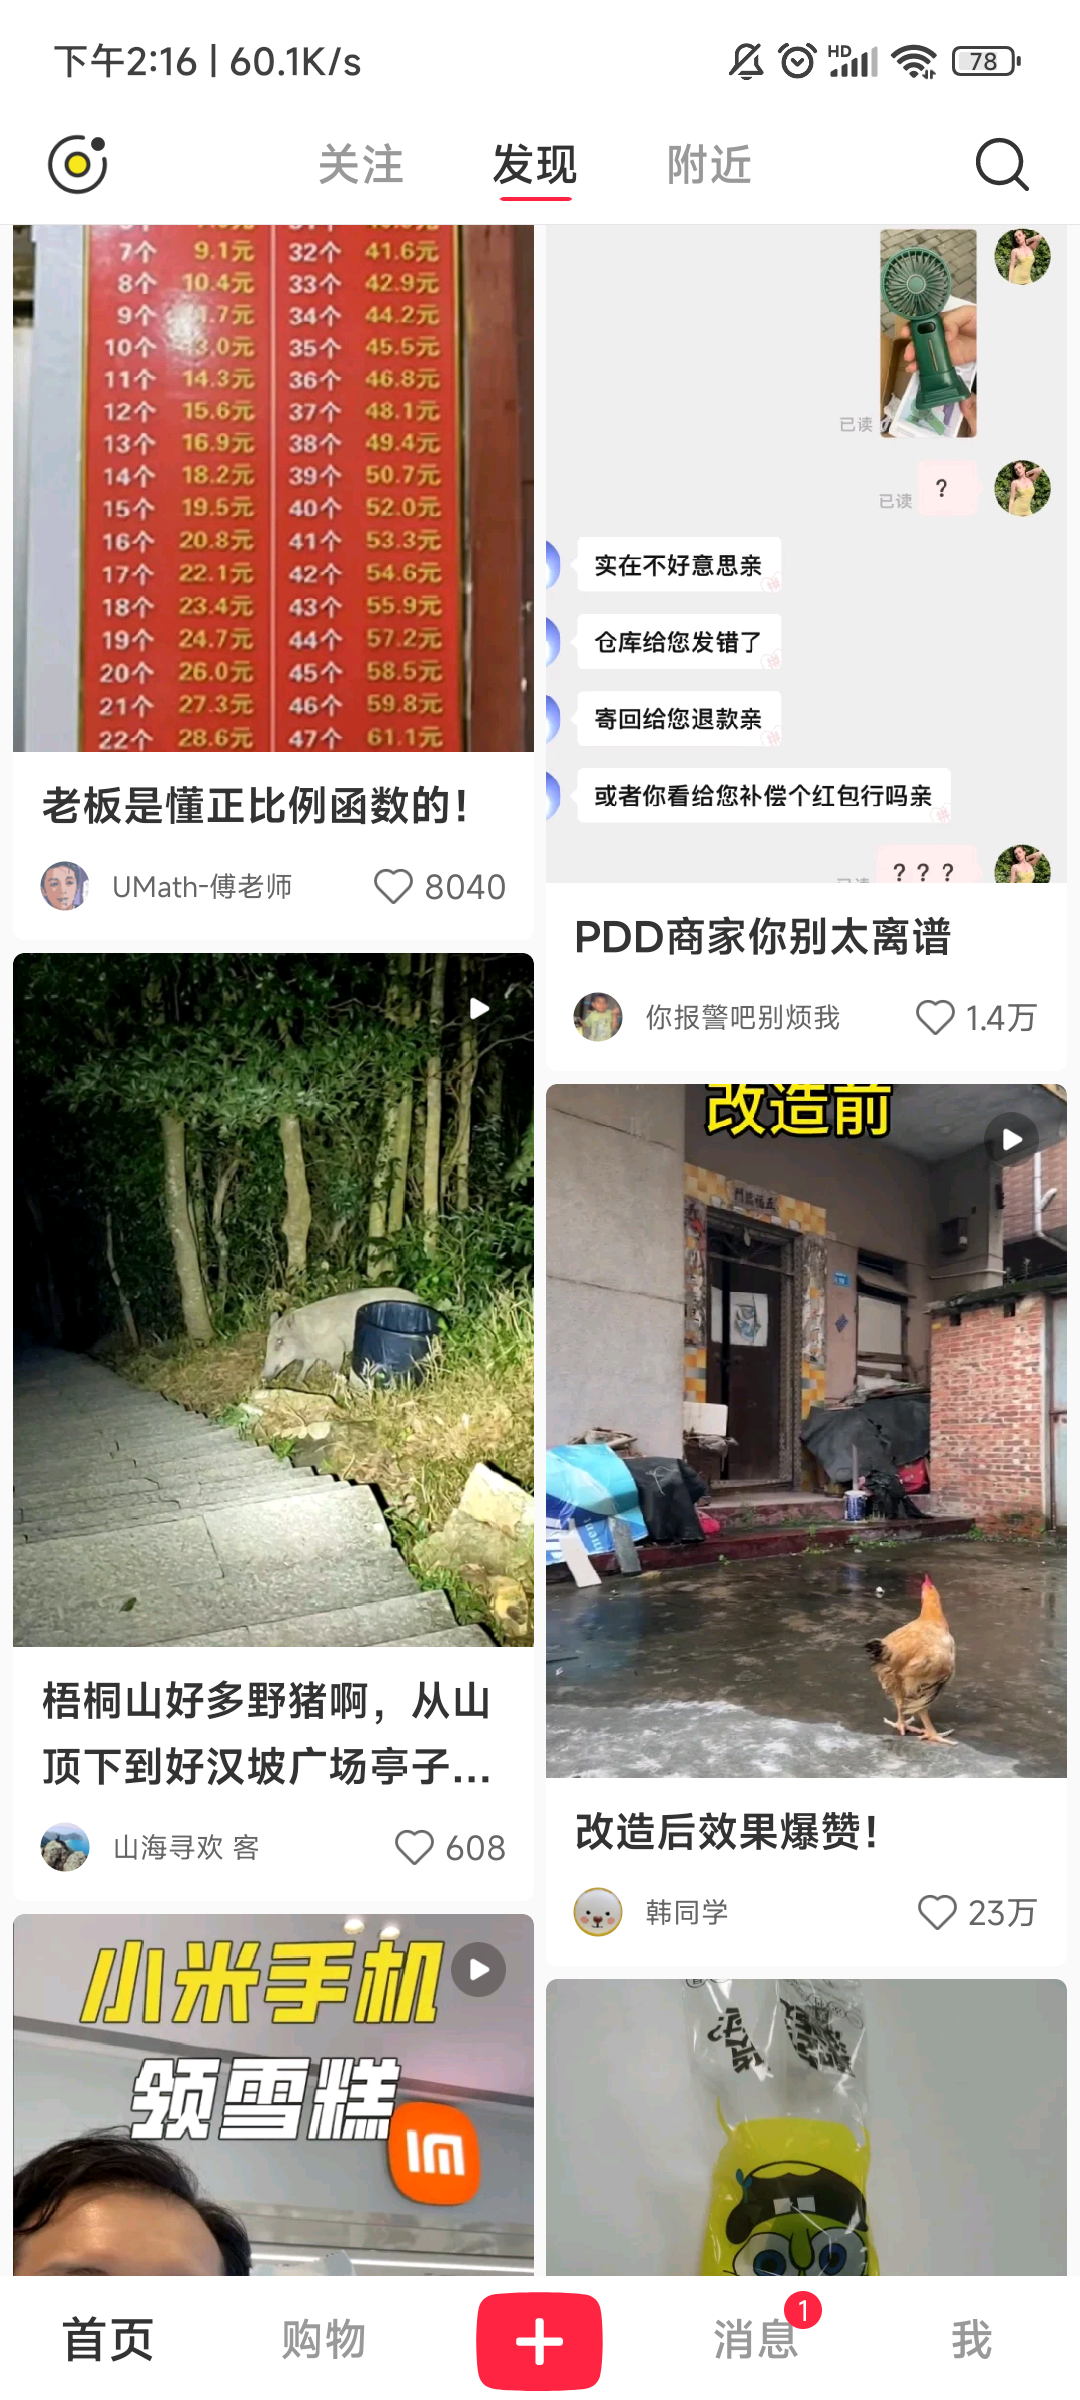 下午2:16 | 60.1K/s
HD
78
关注
发现
附近
7个 9.1元 32个 41.6元
8个 10.4元 33个 42.9元
9个 34个 44.2元
10个 35个 45.5元
11个 14.3元 36个 46.8元
12个 15.6元 37个 48.1元
13个 16.9元 38个 49.4元
14个 18.2元 39个 50.7元
15个 19.5元 40个 52.0元
16个 20.8元 41个 53.3元
17个 22.1元 42个 54.6元
18个 23.4元 43个 55.9元
19个 24.7元 44个 57.2元
20个 26.0元 45个 58.5元
21个 27.3元 46个 59.8元
22个 28.6元 47个 61.1元
老板是懂正比例函数的！
UMath-傅老师
8040
已读
已读
?
实在不好意思亲
仓库给您发错了
寄回给您退款亲
或者你看给您补偿个红包行吗亲
? ? ?
PDD商家你别太离谱
你报警吧别烦我
1.4万
梧桐山好多野猪啊，从山
顶下到好汉坡广场亭子...
山海寻欢 客
608
改造前
改造后效果爆赞！
韩同学
23万
小米手机
领雪糕
首页
购物
消息
1
我